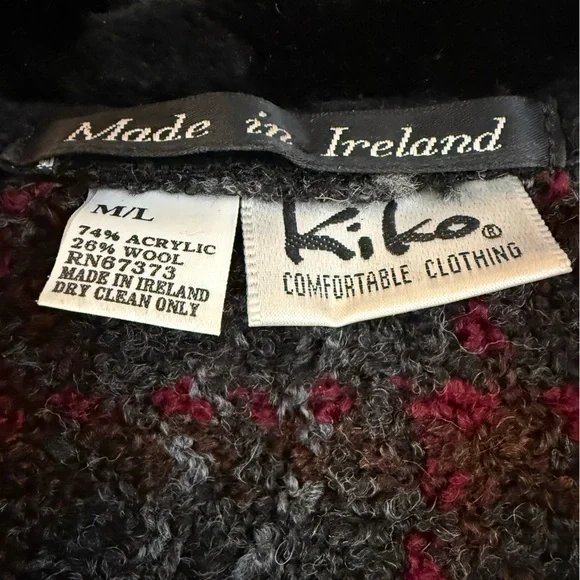 Made in Ireland
M/L
74% ACRYLIC
26% WOOL
RN67373
MADE IN IRELAND
DRY CLEAN ONLY
Kiko®
COMFORTABLE CLOTHING